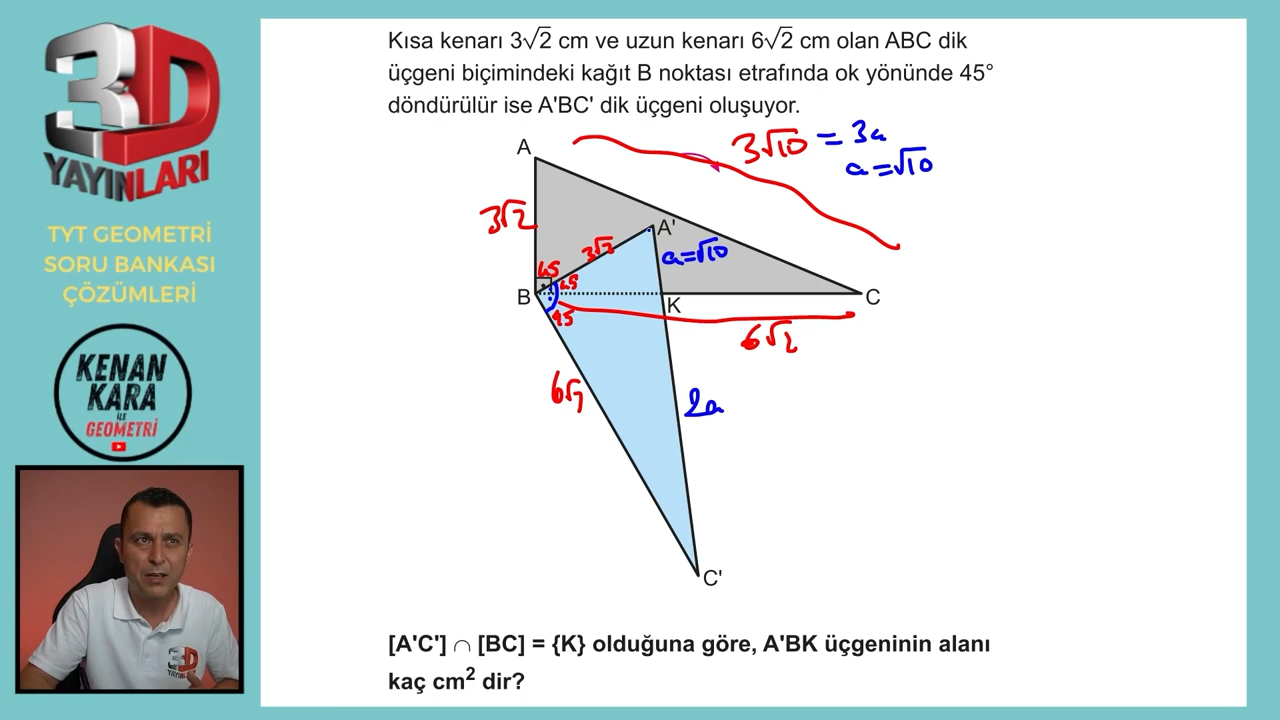 3D
YAYINLARI
TYT GEOMETRİ
SORU BANKASI
ÇÖZÜMLERİ
KENAN
KARA
İLE
GEOMETRİ
3D
YAYINLARI
Kısa kenarı 3√2 cm ve uzun kenarı 6√2 cm olan ABC dik
üçgeni biçimindeki kağıt B noktası etrafında ok yönünde 45°
döndürülür ise A'BC' dik üçgeni oluşuyor.
3√10 = 3a
a=√10
A
3√2
A'
3√2
a=√10
45
45
B
K
C
45
6√2
6√2
2a
C'
[A'C'] ∩ [BC] = {K} olduğuna göre, A'BK üçgeninin alanı
kaç cm² dir?